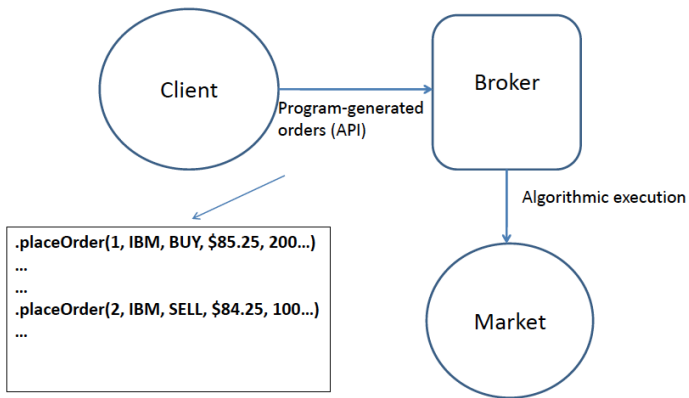 Client
Broker
Program-generated
orders (API)
Algorithmic execution
.placeOrder(1, IBM, BUY, $85.25, 200...)
...
...
.placeOrder(2, IBM, SELL, $84.25, 100...)
...
Market